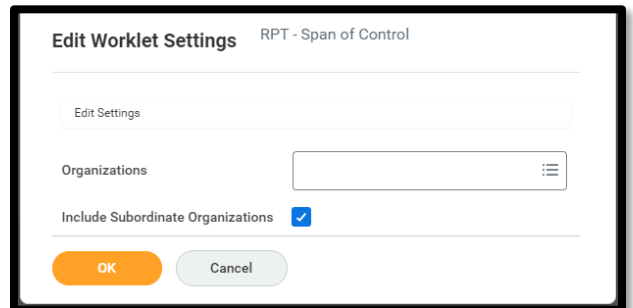 Edit Worklet Settings RPT - Span of Control
Edit Settings
Organizations
Include Subordinate Organizations
OK Cancel